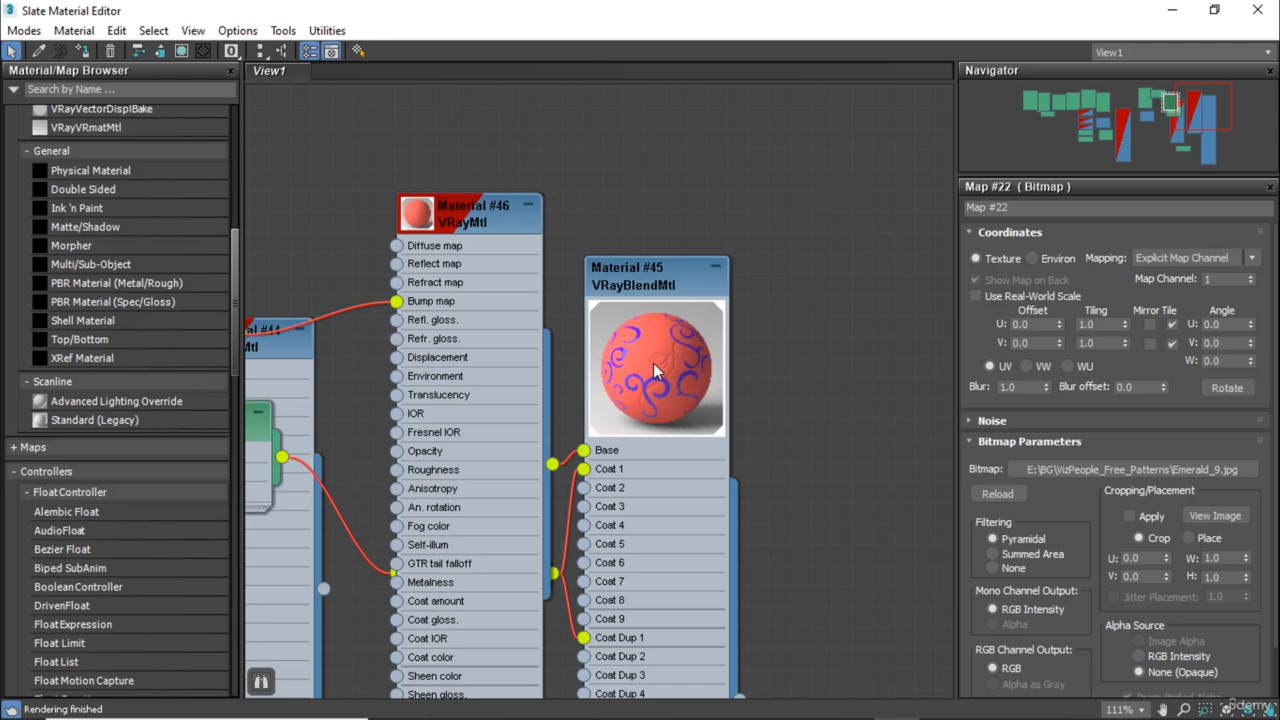 3 Slate Material Editor
Modes Material Edit Select View Options Tools Utilities
0 View1
Material/Map Browser
Search by Name ...
VRayVectorDisplBake
VRayVRmatMtl
- General
Physical Material
Double Sided
Ink 'n Paint
Matte/Shadow
Morpher
Multi/Sub-Object
PBR Material (Metal/Rough)
PBR Material (Spec/Gloss)
Shell Material
Top/Bottom
XRef Material
- Scanline
Advanced Lighting Override
Standard (Legacy)
+ Maps
- Controllers
- FloatController
Alembic Float
AudioFloat
Bezier Float
Biped SubAnim
BooleanController
DrivenFloat
FloatExpression
Float Limit
Float List
Float Motion Capture
View1
al #44
Mtl
Material #46
VRayMtl
Diffuse map
Reflect map
Refract map
Bump map
Refl. gloss.
Refr. gloss.
Displacement
Environment
Translucency
IOR
Fresnel IOR
Opacity
Roughness
Anisotropy
An. rotation
Fog color
Self-illum
GTR tail falloff
Metalness
Coat amount
Coat gloss.
Coat IOR
Coat color
Sheen color
Sheen gloss.
Material #45
VRayBlendMtl
Base
Coat 1
Coat 2
Coat 3
Coat 4
Coat 5
Coat 6
Coat 7
Coat 8
Coat 9
Coat Dup 1
Coat Dup 2
Coat Dup 3
Coat Dup 4
Navigator
Map #22 ( Bitmap )
Map #22
Coordinates
Texture Environ Mapping: Explicit Map Channel
Show Map on Back Map Channel: 1
Use Real-World Scale
Offset Tiling Mirror Tile Angle
U: 0.0 1.0 U: 0.0
V: 0.0 1.0 V: 0.0
UV VW WU W: 0.0
Blur: 1.0 Blur offset: 0.0 Rotate
Noise
Bitmap Parameters
Bitmap: E:\BG\VizPeople_Free_Patterns\Emerald_9.jpg
Reload Cropping/Placement
Apply View Image
Filtering
Pyramidal Crop Place
Summed Area U: 0.0 W: 1.0
None V: 0.0 H: 1.0
Jitter Placement: 1.0
Mono Channel Output:
RGB Intensity
Alpha Alpha Source
Image Alpha
RGB Channel Output: RGB Intensity
RGB None (Opaque)
Alpha as Gray
Rendering finished 111% Udemy